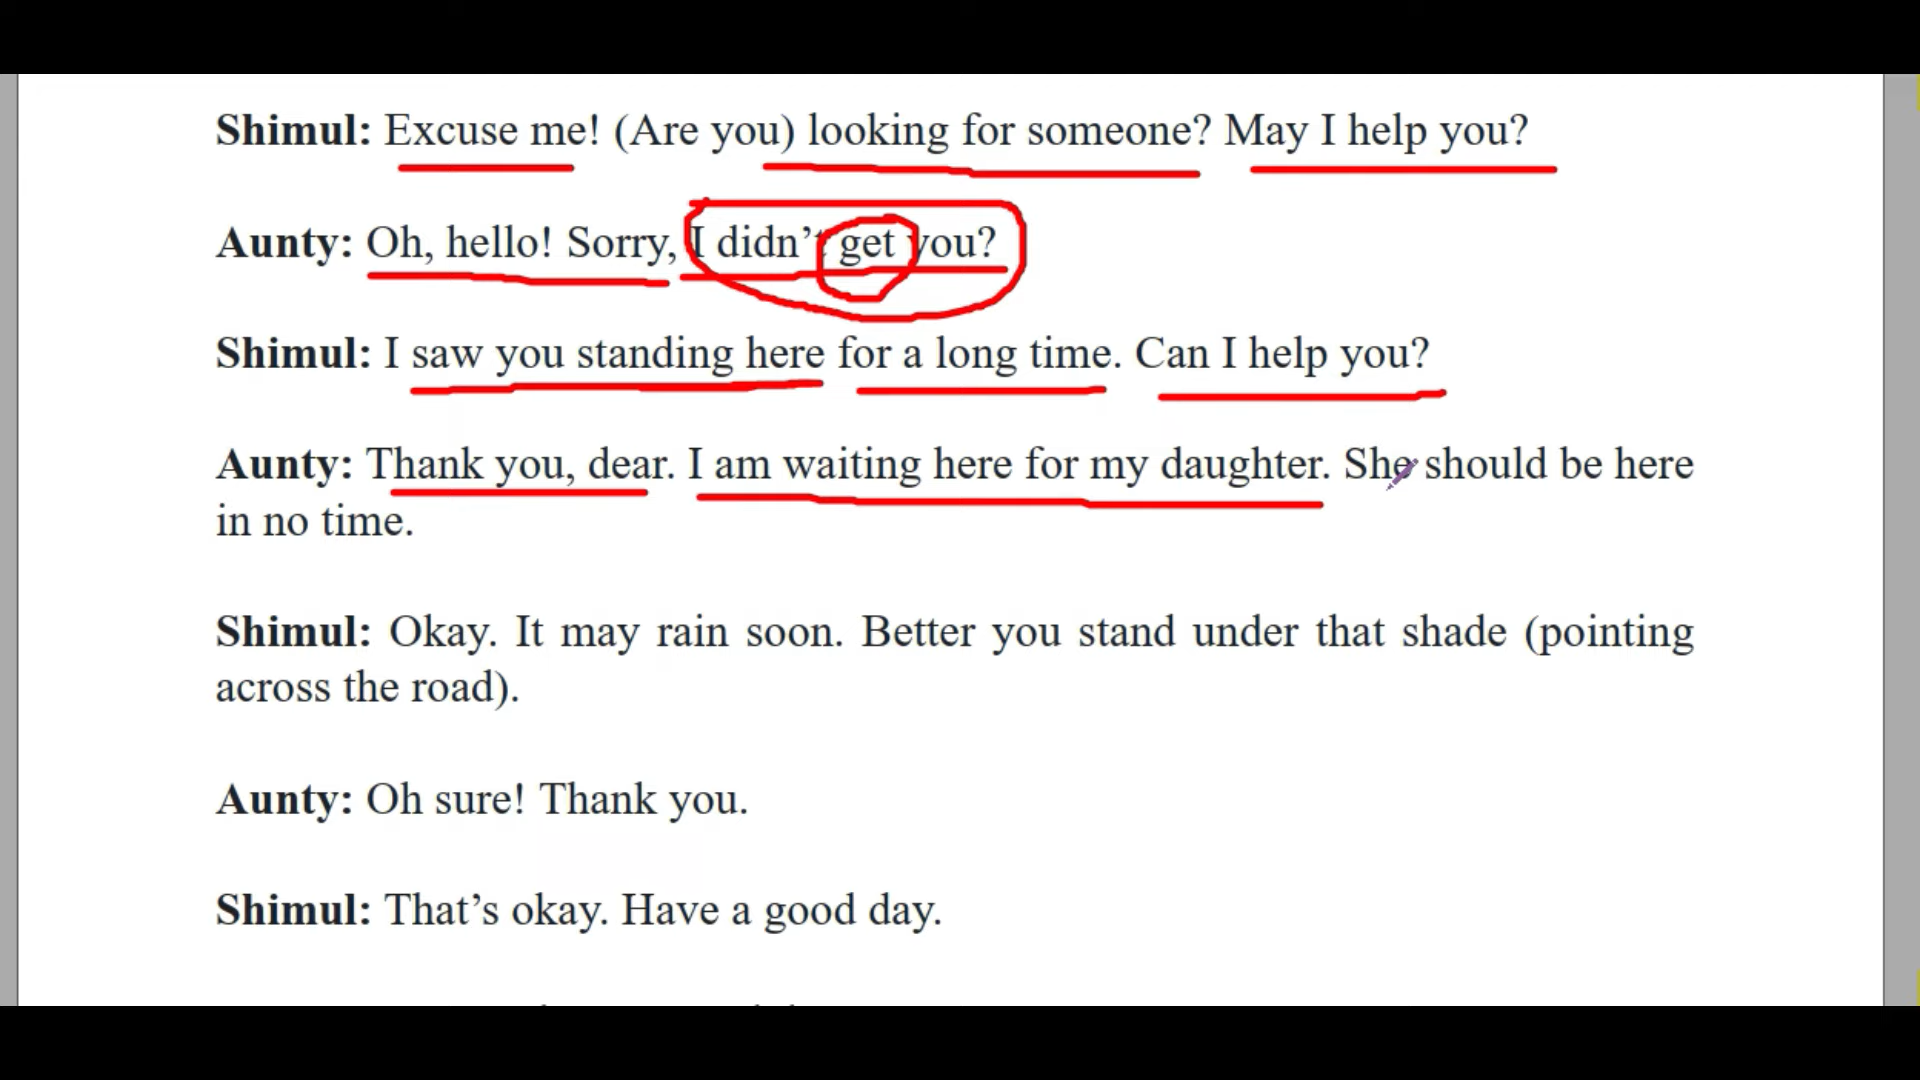 Shimul: Excuse me! (Are you) looking for someone? May I help you?
Aunty: Oh, hello! Sorry, I didn't get you?
Shimul: I saw you standing here for a long time. Can I help you?
Aunty: Thank you, dear. I am waiting here for my daughter. She should be here
in no time.
Shimul: Okay. It may rain soon. Better you stand under that shade (pointing
across the road).
Aunty: Oh sure! Thank you.
Shimul: That’s okay. Have a good day.